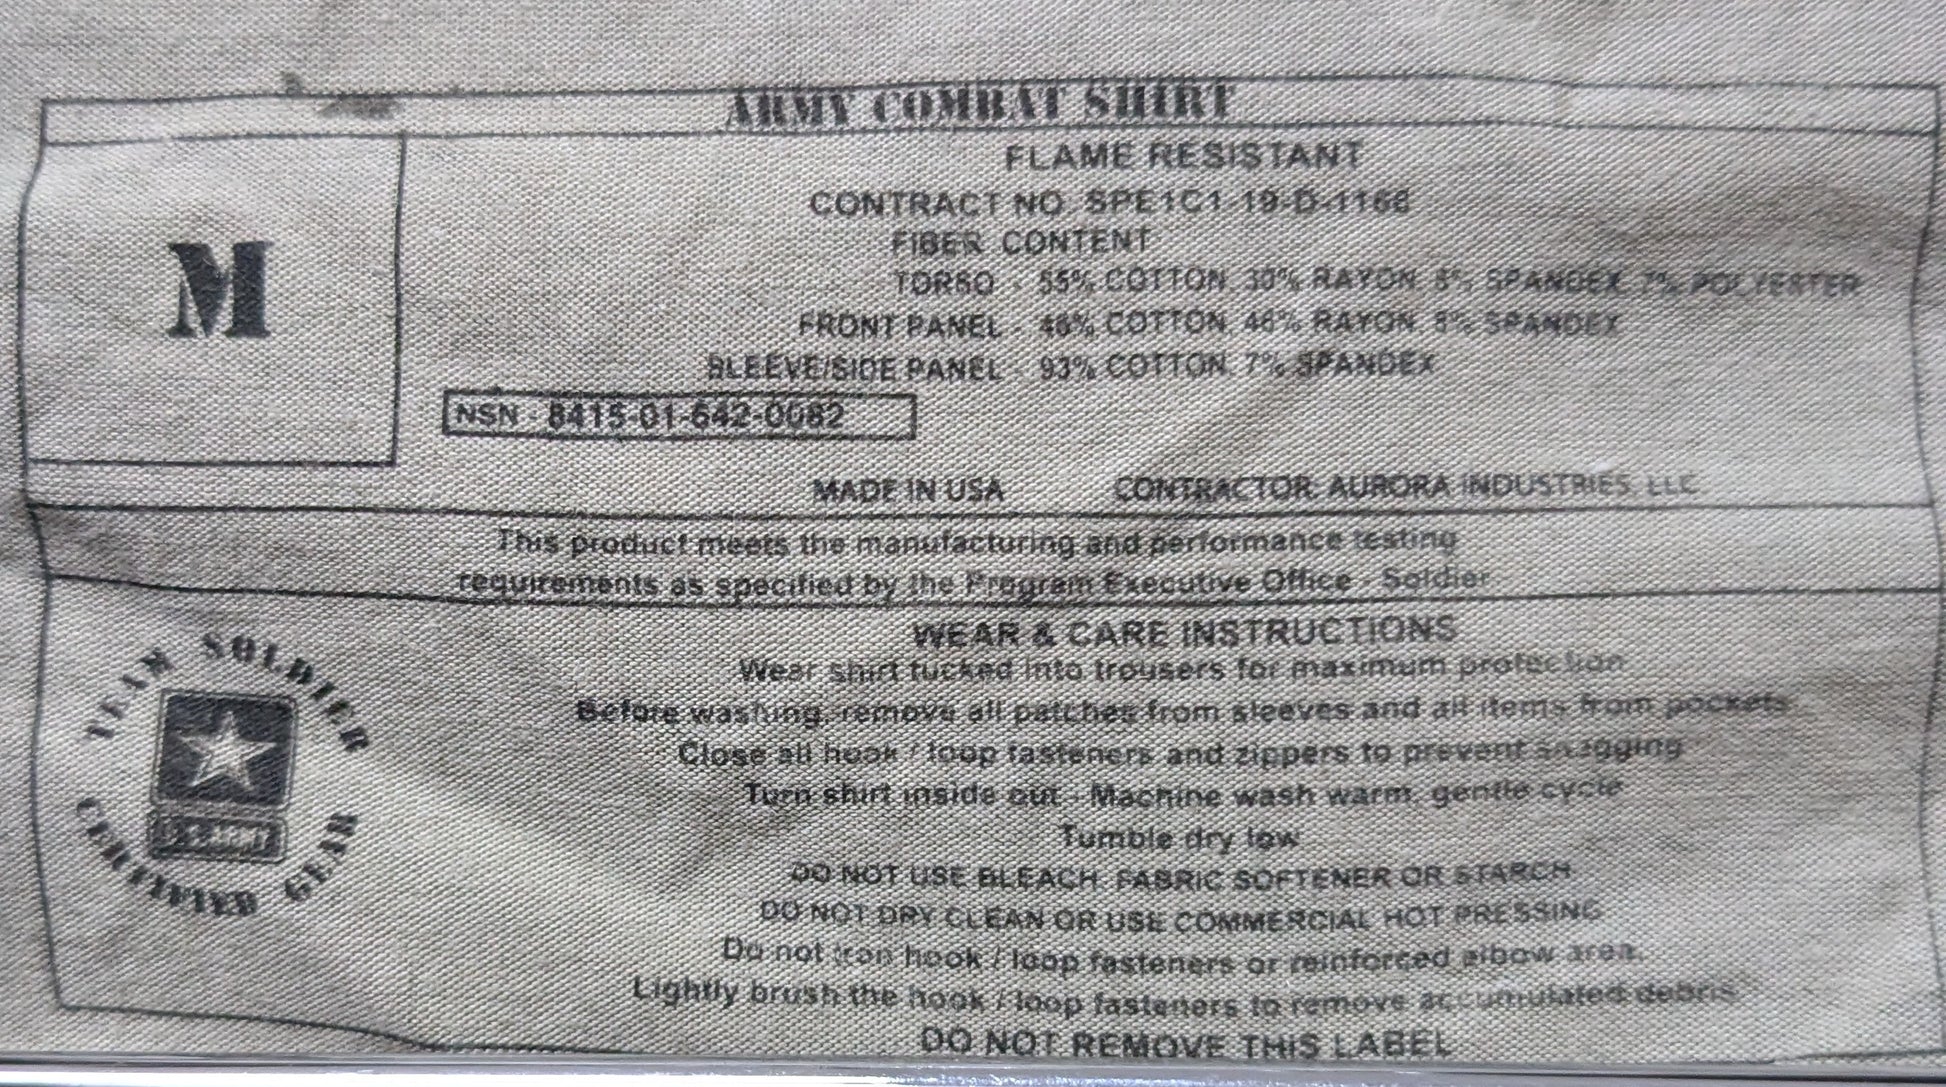 ARMY COMBAT SHIRT
M
FLAME RESISTANT
CONTRACT NO. SPE1C1-19-D-1166
FIBER CONTENT
TORSO - 55% COTTON, 30% RAYON, 8% SPANDEX, 7% POLYESTER
FRONT PANEL - 46% COTTON, 46% RAYON, 8% SPANDEX
SLEEVE/SIDE PANEL - 93% COTTON, 7% SPANDEX
NSN - 8415-01-642-0082
MADE IN USA CONTRACTOR: AURORA INDUSTRIES, LLC
This product meets the manufacturing and performance testing
requirements as specified by the Program Executive Office - Soldier
TEAM SOLDIER
CERTIFIED GEAR
U.S. ARMY
WEAR & CARE INSTRUCTIONS
Wear shirt tucked into trousers for maximum protection
Before washing, remove all patches from sleeves and all items from pockets
Close all hook / loop fasteners and zippers to prevent snagging
Turn shirt inside out - Machine wash warm, gentle cycle
Tumble dry low
DO NOT USE BLEACH, FABRIC SOFTENER OR STARCH
DO NOT DRY CLEAN OR USE COMMERCIAL HOT PRESSING
Do not iron hook / loop fasteners or reinforced elbow area.
Lightly brush the hook / loop fasteners to remove accumulated debris
DO NOT REMOVE THIS LABEL